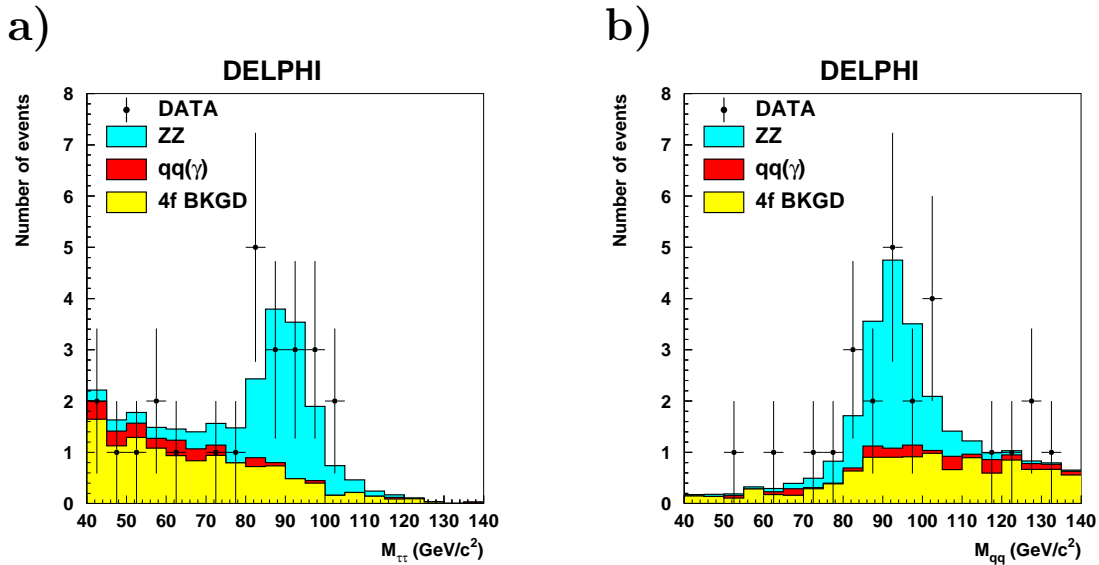 a)
DELPHI
Number of events
8
7
6
5
4
3
2
1
0
DATA
ZZ
qq(γ)
4f BKGD
40 50 60 70 80 90 100 110 120 130 140
M_ττ (GeV/c²)
b)
DELPHI
Number of events
8
7
6
5
4
3
2
1
0
DATA
ZZ
qq(γ)
4f BKGD
40 50 60 70 80 90 100 110 120 130 140
M_qq (GeV/c²)